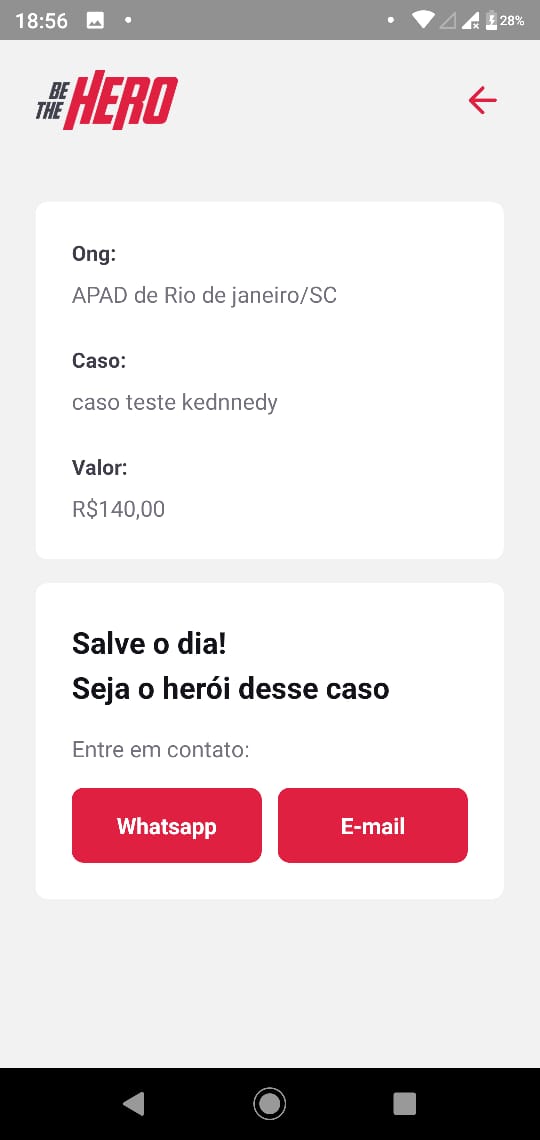 18:56
28%
BE
THE HERO
Ong:
APAD de Rio de janeiro/SC
Caso:
caso teste kednnedy
Valor:
R$140,00
Salve o dia!
Seja o herói desse caso
Entre em contato:
Whatsapp
E-mail